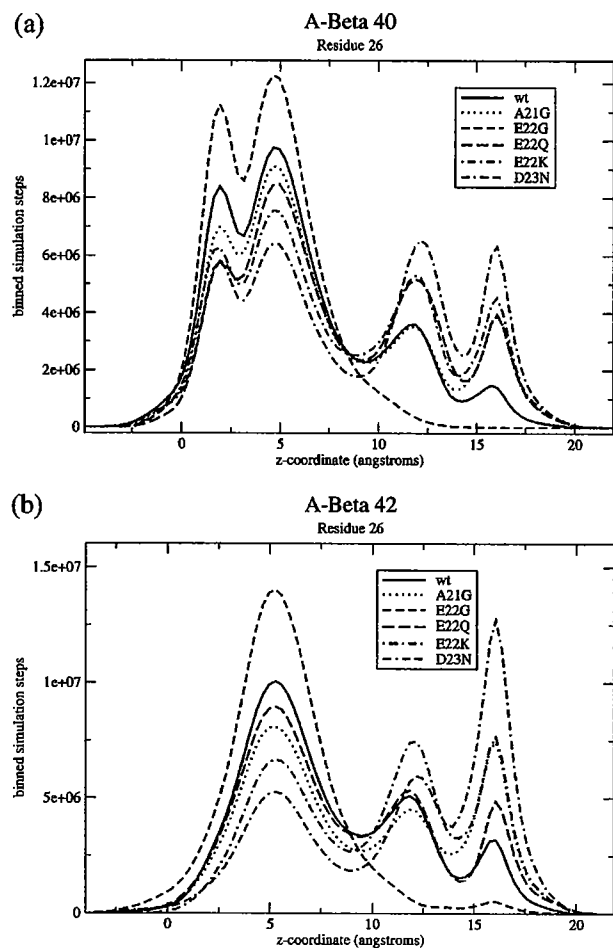 (a)
A-Beta 40
Residue 26
binned simulation steps
1.2e+07
1e+07
8e+06
6e+06
4e+06
2e+06
0
wt
A21G
E22G
E22Q
E22K
D23N
0
5
10
15
20
z-coordinate (angstroms)
(b)
A-Beta 42
Residue 26
binned simulation steps
1.5e+07
1e+07
5e+06
0
wt
A21G
E22G
E22Q
E22K
D23N
0
5
10
15
20
z-coordinate (angstroms)